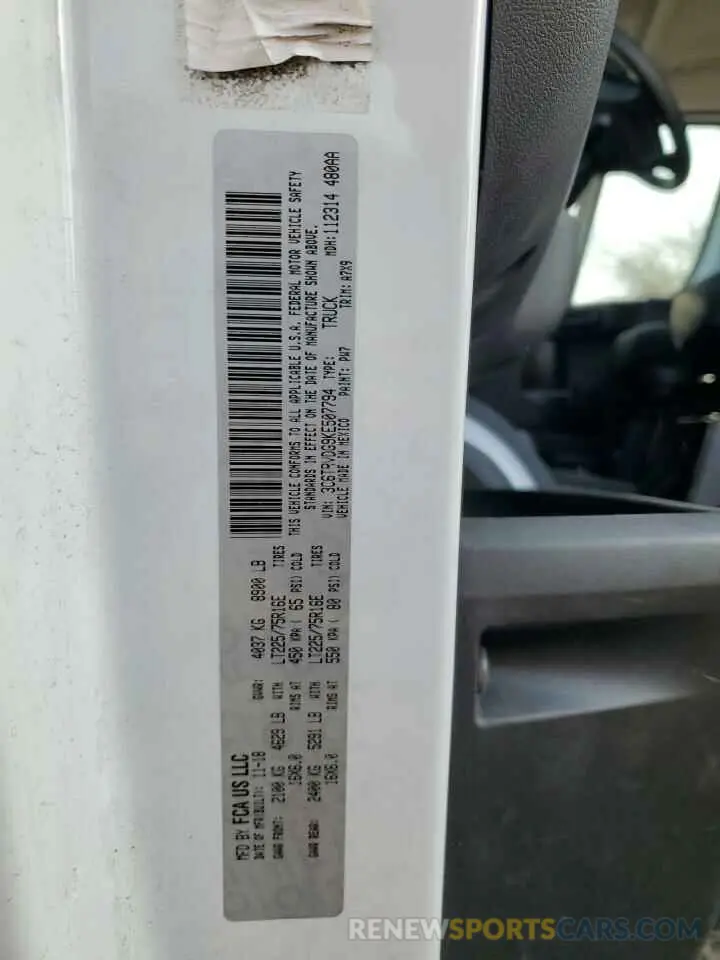 MFD BY FCA US LLC
DATE OF MFR(BUILT): 11-18 GVWR: 4037 KG 8900 LB
GAWR FRONT: 2100 KG 4629 LB WITH LT225/75R16E TIRES
16X6.0 RIMS AT 450 KPA ( 65 PSI) COLD
GAWR REAR: 2400 KG 5291 LB WITH LT225/75R16E TIRES
16X6.0 RIMS AT 550 KPA ( 80 PSI) COLD
THIS VEHICLE CONFORMS TO ALL APPLICABLE U.S.A. FEDERAL MOTOR VEHICLE SAFETY
STANDARDS IN EFFECT ON THE DATE OF MANUFACTURE SHOWN ABOVE.
VIN: 3C6TRVDG9KE507794 TYPE: TRUCK MDH: 112314 480AA
VEHICLE MADE IN MEXICO PAINT: PW7 TRIM: A7X9
RENEWSPORTSCARS.COM